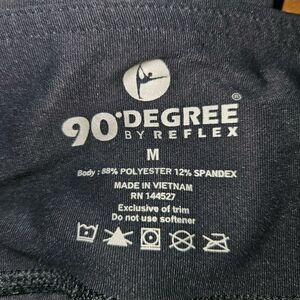 90°DEGREE®
BY REFLEX
M
Body : 88% POLYESTER 12% SPANDEX
MADE IN VIETNAM
RN 144527
Exclusive of trim
Do not use softener